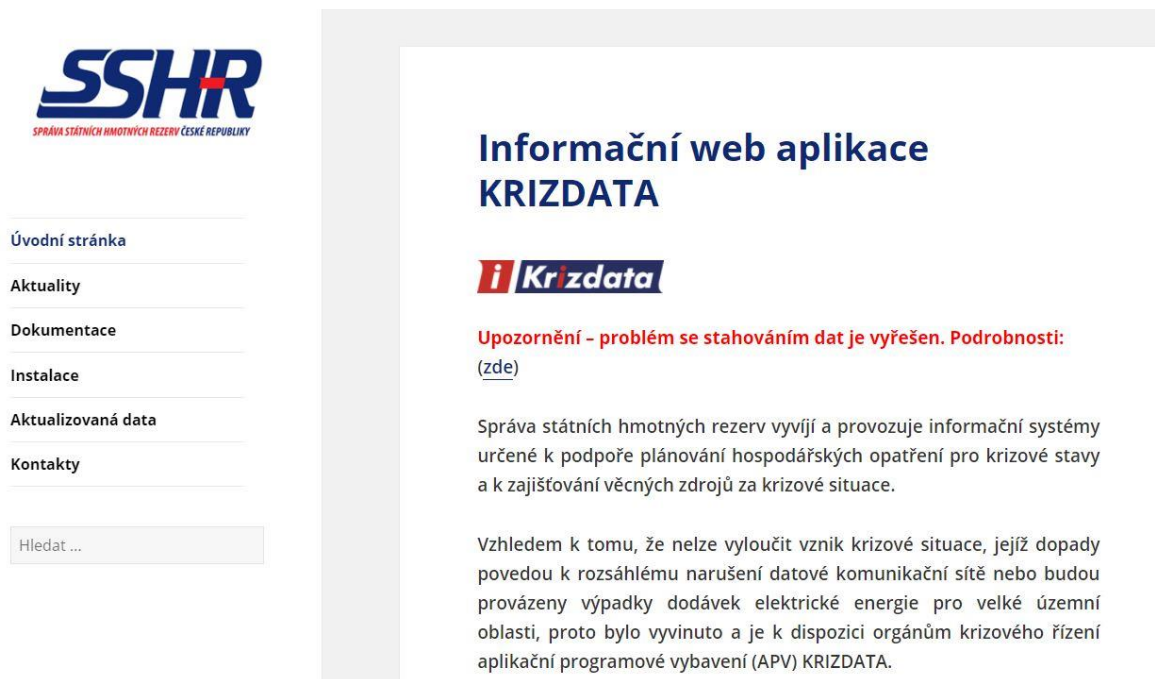 SSHR
SPRÁVA STÁTNÍCH HMOTNÝCH REZERV ČESKÉ REPUBLIKY
Úvodní stránka
Aktuality
Dokumentace
Instalace
Aktualizovaná data
Kontakty
Hledat ...
Informační web aplikace
KRIZDATA
i Krizdata
Upozornění – problém se stahováním dat je vyřešen. Podrobnosti:
(zde)
Správa státních hmotných rezerv vyvíjí a provozuje informační systémy
určené k podpoře plánování hospodářských opatření pro krizové stavy
a k zajišťování věcných zdrojů za krizové situace.
Vzhledem k tomu, že nelze vyloučit vznik krizové situace, jejíž dopady
povedou k rozsáhlému narušení datové komunikační sítě nebo budou
provázeny výpadky dodávek elektrické energie pro velké územní
oblasti, proto bylo vyvinuto a je k dispozici orgánům krizového řízení
aplikační programové vybavení (APV) KRIZDATA.